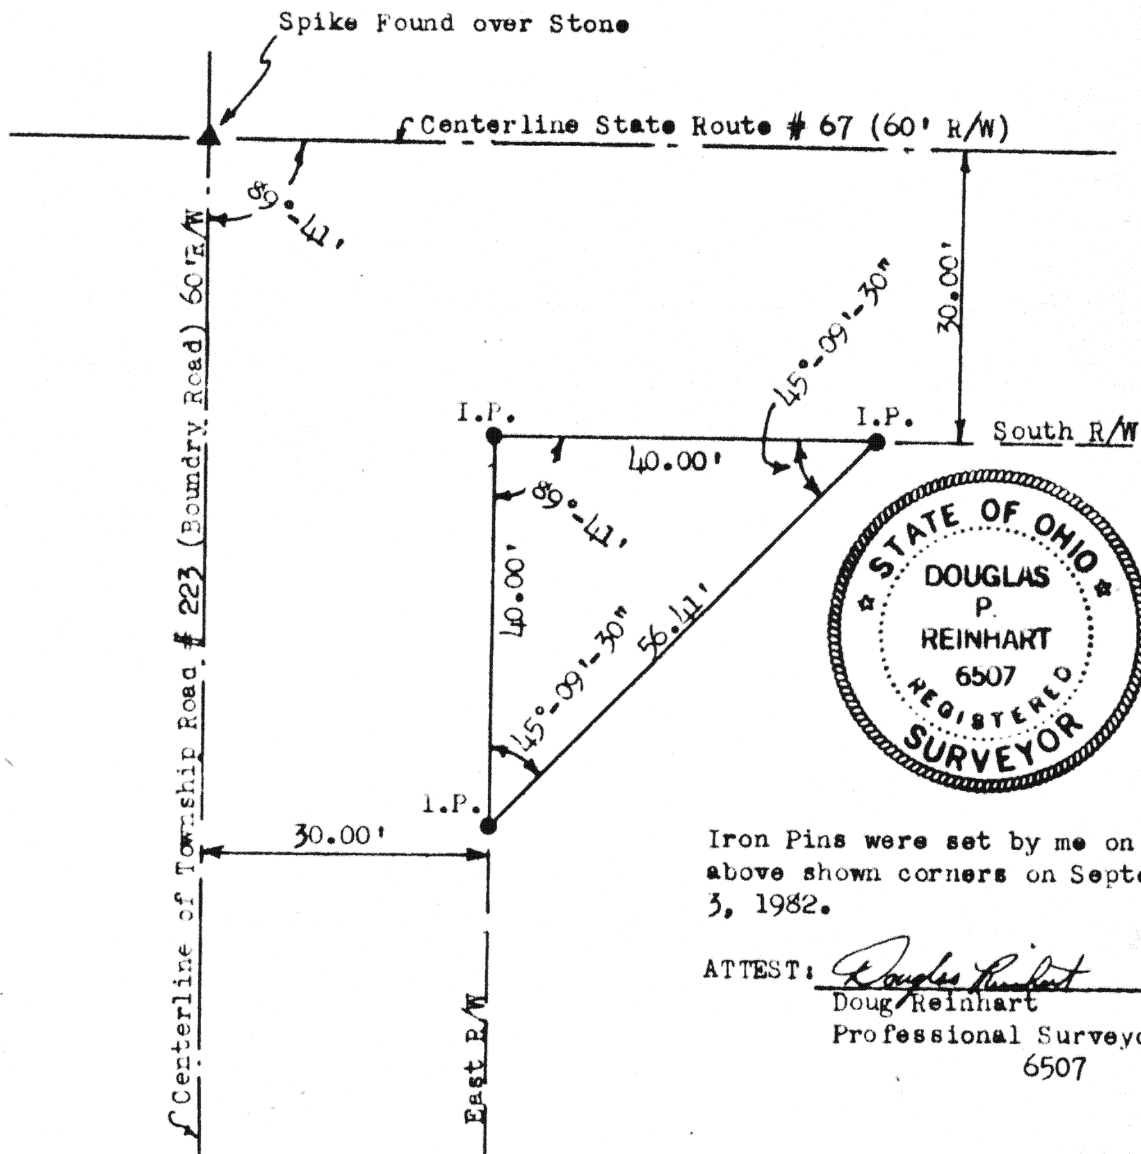 Spike Found over Stone
Centerline State Route # 67 (60' R/W)
89°-41'
30.00'
45°-09'-30"
I.P.
I.P.
South R/W
40.00'
89°-41'
40.00'
56.41'
45°-09'-30"
I.P.
30.00'
Centerline of Township Road # 223 (Boundry Road) 60' R/W
East R/W
STATE OF OHIO
DOUGLAS
P.
REINHART
6507
REGISTERED
SURVEYOR
Iron Pins were set by me on
above shown corners on Septe
3, 1982.
ATTEST: Douglas Reinhart
Doug Reinhart
Professional Surveyo
6507